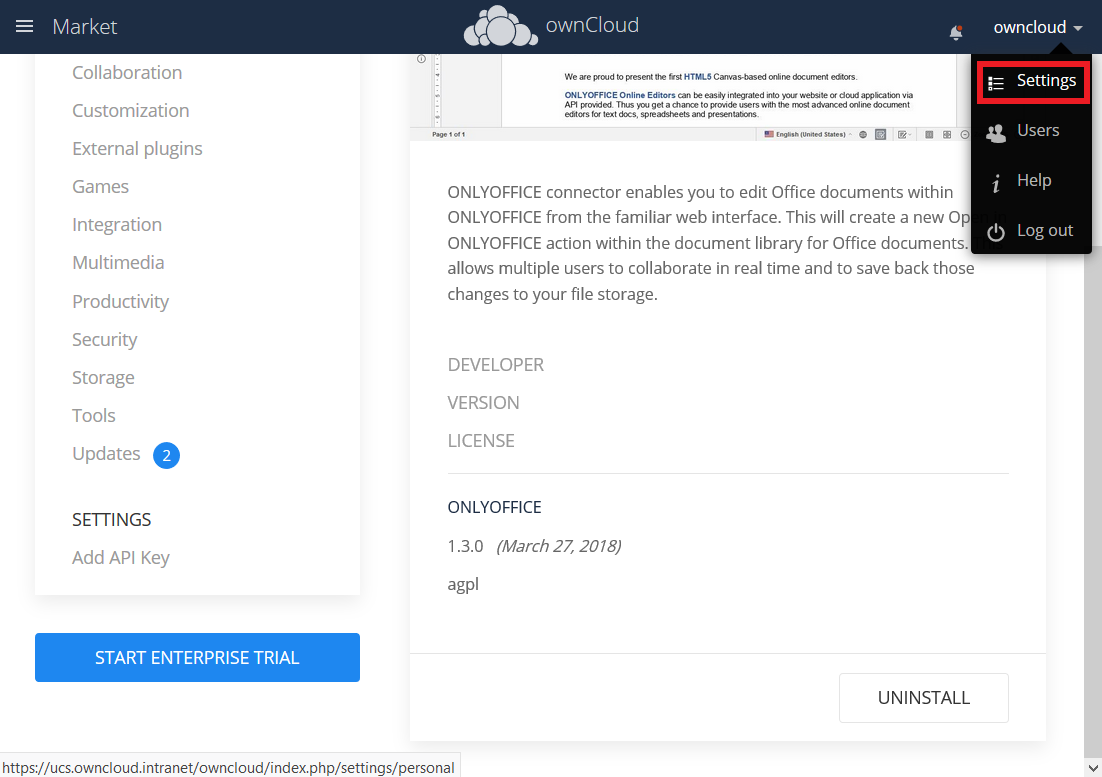 Market
ownCloud
owncloud
Settings
Users
Help
Log out
Collaboration
Customization
External plugins
Games
Integration
Multimedia
Productivity
Security
Storage
Tools
Updates 2
SETTINGS
Add API Key
START ENTERPRISE TRIAL
We are proud to present the first HTML5 Canvas-based online document editors.
ONLYOFFICE Online Editors can be easily integrated into your website or cloud application via
API provided. Thus you get a chance to provide users with the most advanced online document
editors for text docs, spreadsheets and presentations.
Page 1 of 1
English (United States)
ONLYOFFICE connector enables you to edit Office documents within
ONLYOFFICE from the familiar web interface. This will create a new Open in
ONLYOFFICE action within the document library for Office documents.
allows multiple users to collaborate in real time and to save back those
changes to your file storage.
DEVELOPER
VERSION
LICENSE
ONLYOFFICE
1.3.0 (March 27, 2018)
agpl
UNINSTALL
https://ucs.owncloud.intranet/owncloud/index.php/settings/personal